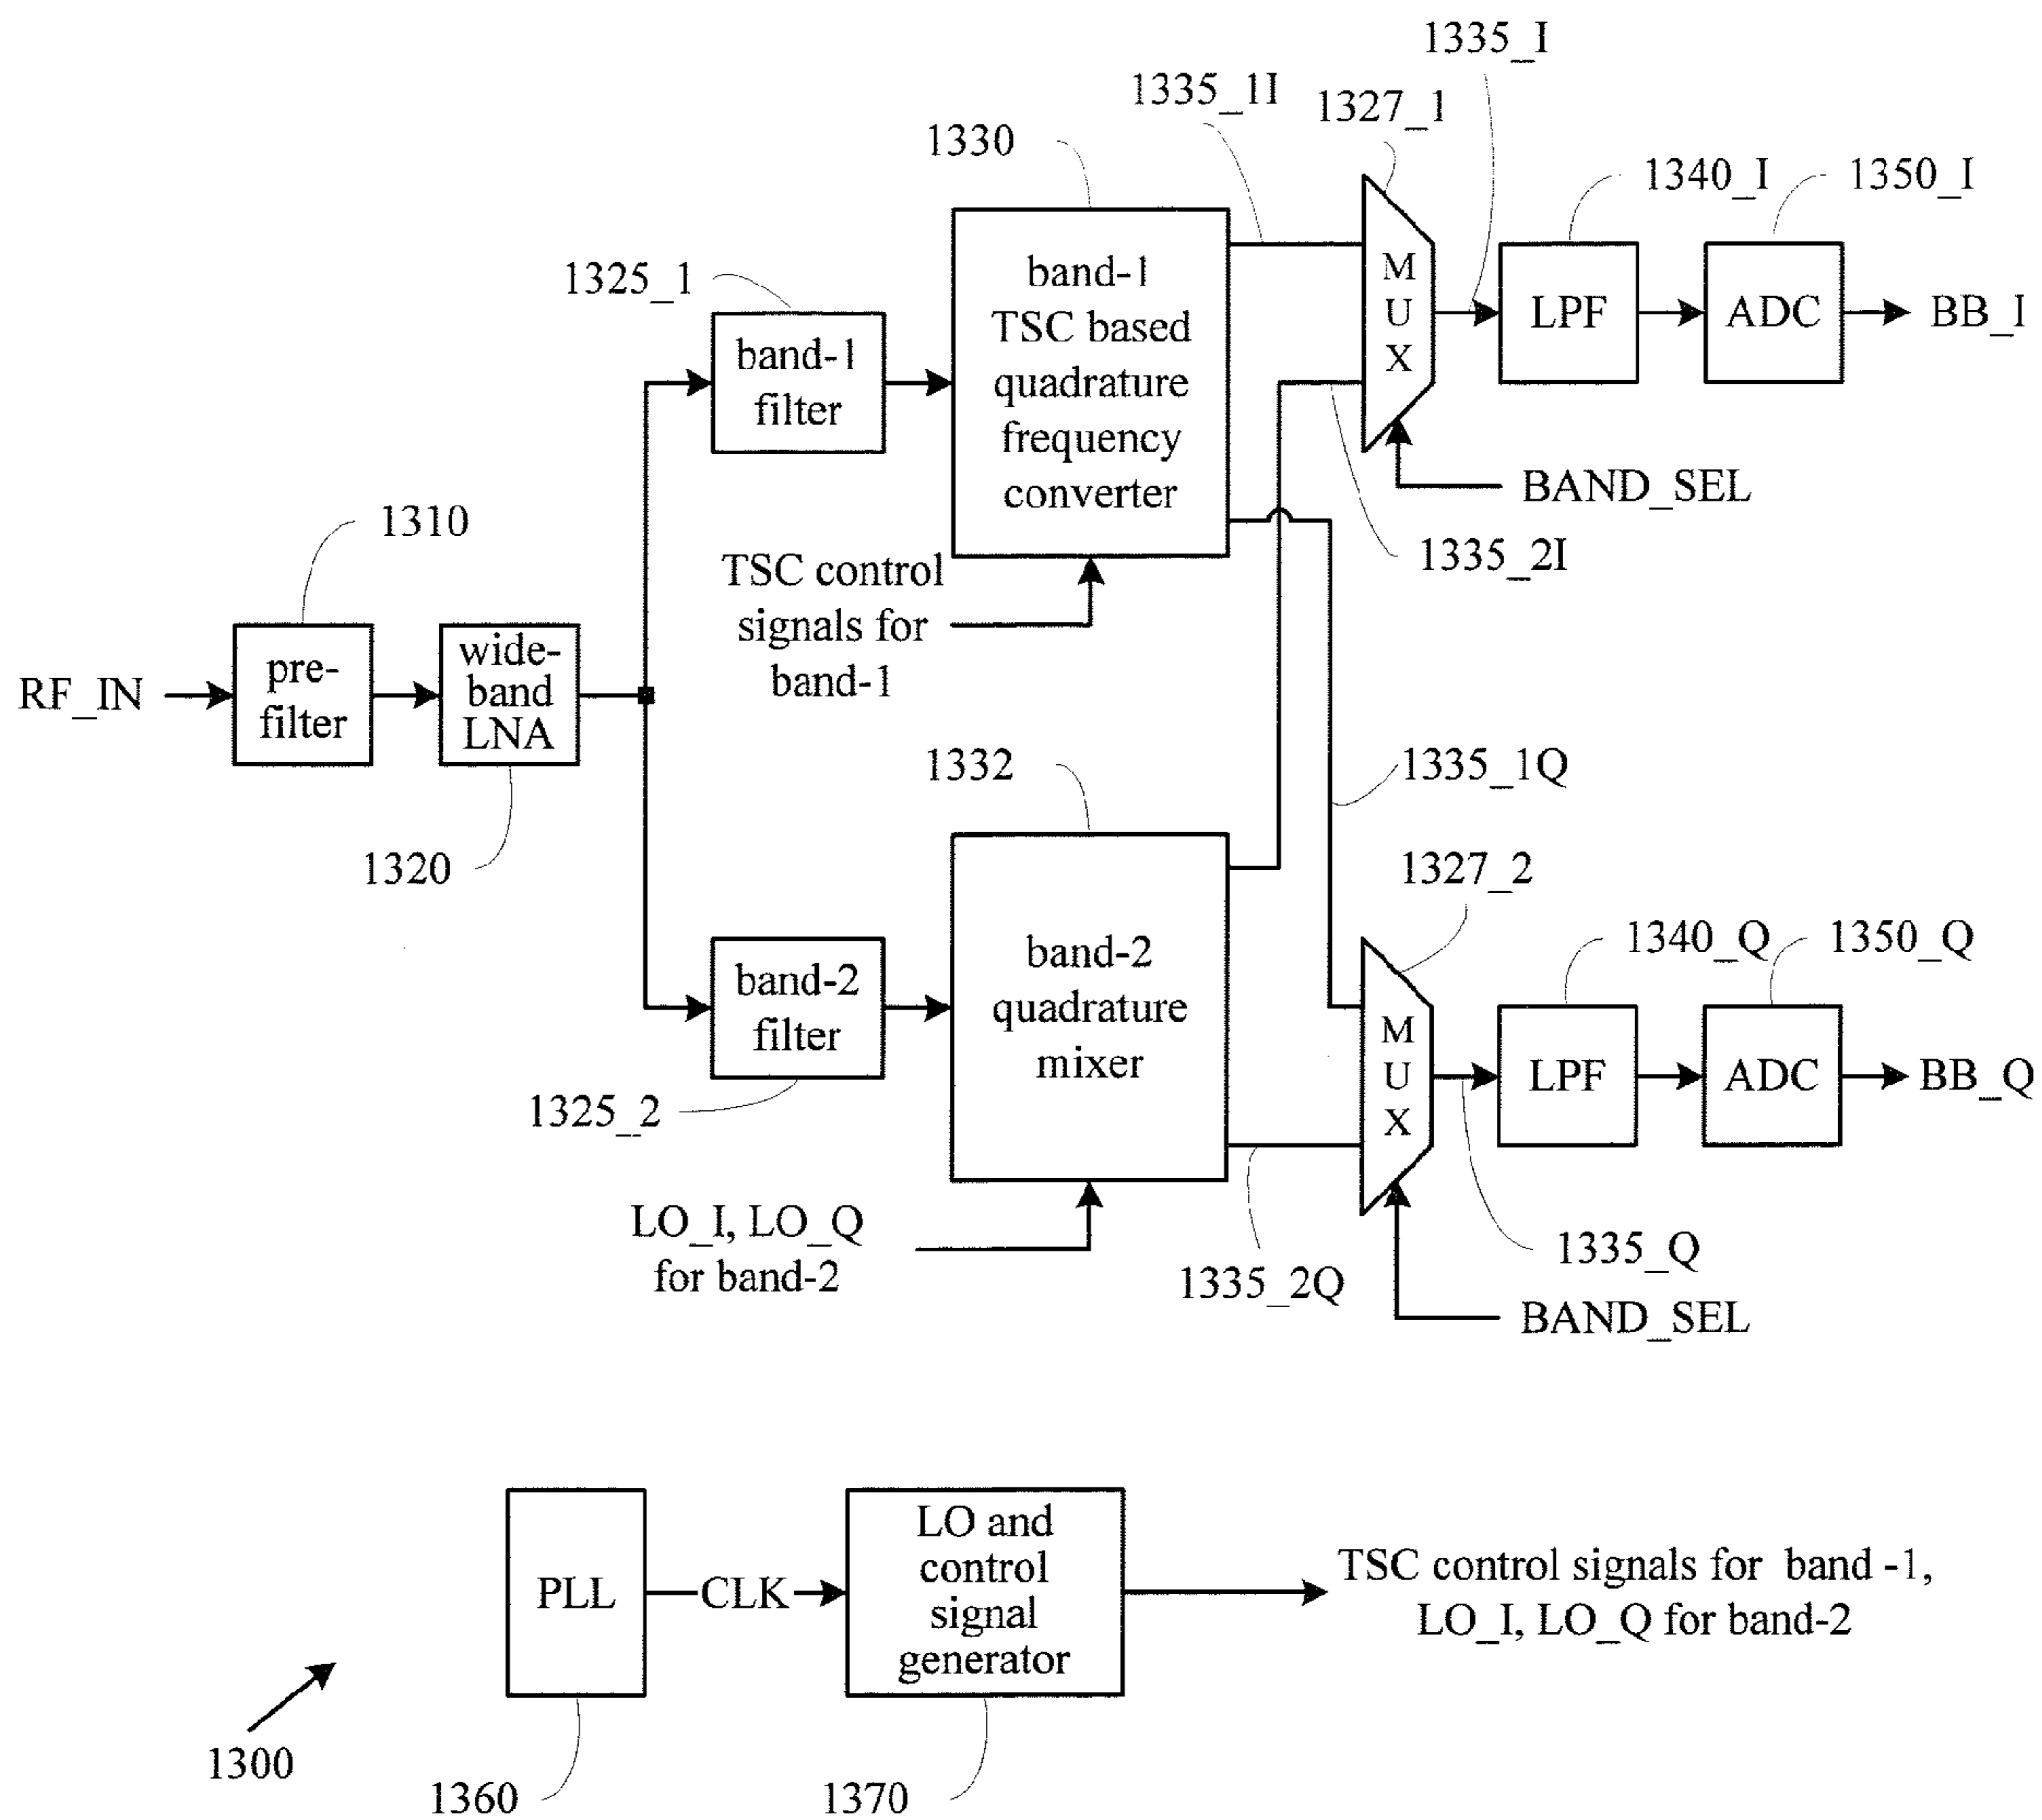 1335_I
1335_1I
1327_1
1330
1340_I
1350_I
1325_1
band-1
TSC based
quadrature
frequency
converter
M
U
X
LPF
ADC
BB_I
band-1
filter
BAND_SEL
1310
TSC control
signals for
band-1
1335_2I
RF_IN
pre-
filter
wide-
band
LNA
1332
1335_1Q
1320
1327_2
1340_Q
1350_Q
band-2
filter
band-2
quadrature
mixer
M
U
X
LPF
ADC
BB_Q
1325_2
LO_I, LO_Q
for band-2
1335_2Q
1335_Q
BAND_SEL
PLL
CLK
LO and
control
signal
generator
TSC control signals for band -1,
LO_I, LO_Q for band-2
1300
1360
1370